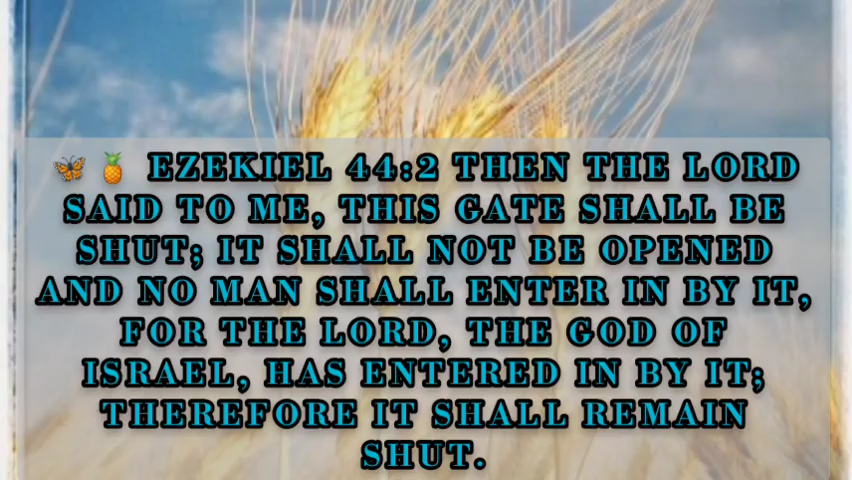 🦋🍍 EZEKIEL 44:2 THEN THE LORD
SAID TO ME, THIS GATE SHALL BE
SHUT; IT SHALL NOT BE OPENED
AND NO MAN SHALL ENTER IN BY IT,
FOR THE LORD, THE GOD OF
ISRAEL, HAS ENTERED IN BY IT;
THEREFORE IT SHALL REMAIN
SHUT.